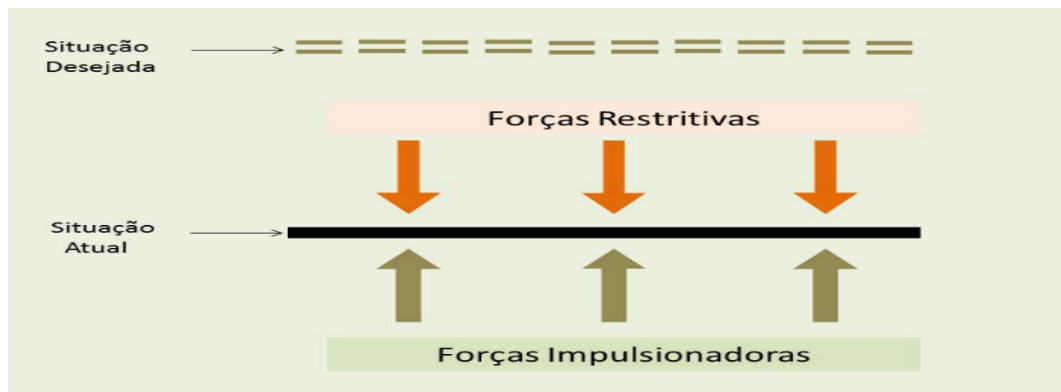 Situação
Desejada
Forças Restritivas
Situação
Atual
Forças Impulsionadoras